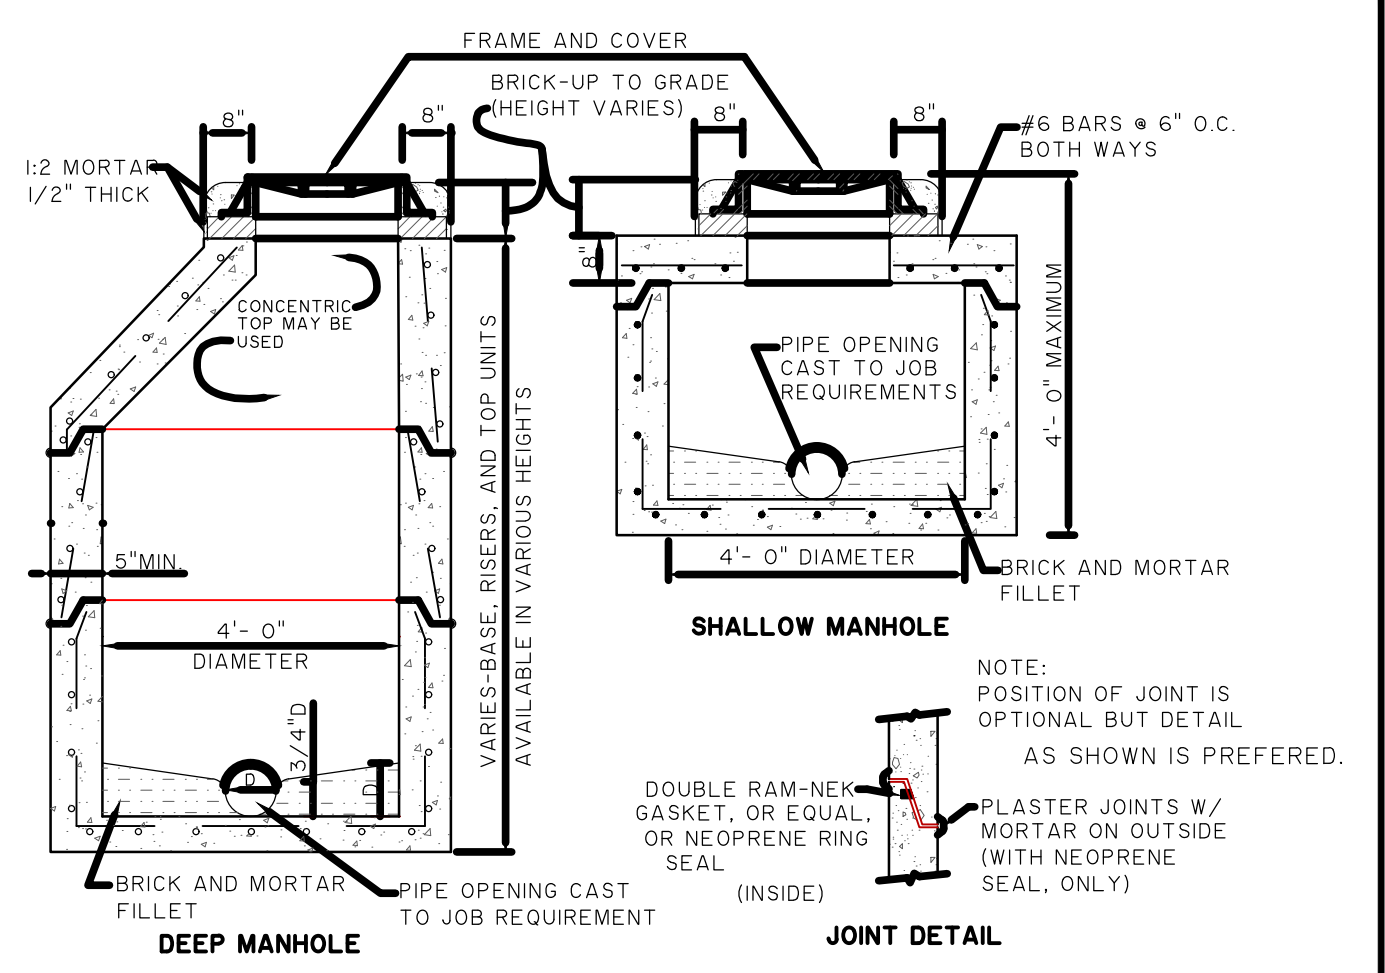 FRAME AND COVER
BRICK-UP TO GRADE
(HEIGHT VARIES)
8"
8"
8"
8"
#6 BARS @ 6" O.C.
BOTH WAYS
1:2 MORTAR
1/2" THICK
8"
CONCENTRIC
TOP MAY BE
USED
VARIES-BASE, RISERS, AND TOP UNITS
AVAILABLE IN VARIOUS HEIGHTS
PIPE OPENING
CAST TO JOB
REQUIREMENTS
4'- 0" MAXIMUM
5"MIN.
4'- 0" DIAMETER
BRICK AND MORTAR
FILLET
SHALLOW MANHOLE
4'- 0"
DIAMETER
3/4"D
D
D
BRICK AND MORTAR
FILLET
PIPE OPENING CAST
TO JOB REQUIREMENT
DEEP MANHOLE
NOTE:
POSITION OF JOINT IS
OPTIONAL BUT DETAIL
AS SHOWN IS PREFERED.
DOUBLE RAM-NEK
GASKET, OR EQUAL,
OR NEOPRENE RING
SEAL
(INSIDE)
PLASTER JOINTS W/
MORTAR ON OUTSIDE
(WITH NEOPRENE
SEAL, ONLY)
JOINT DETAIL